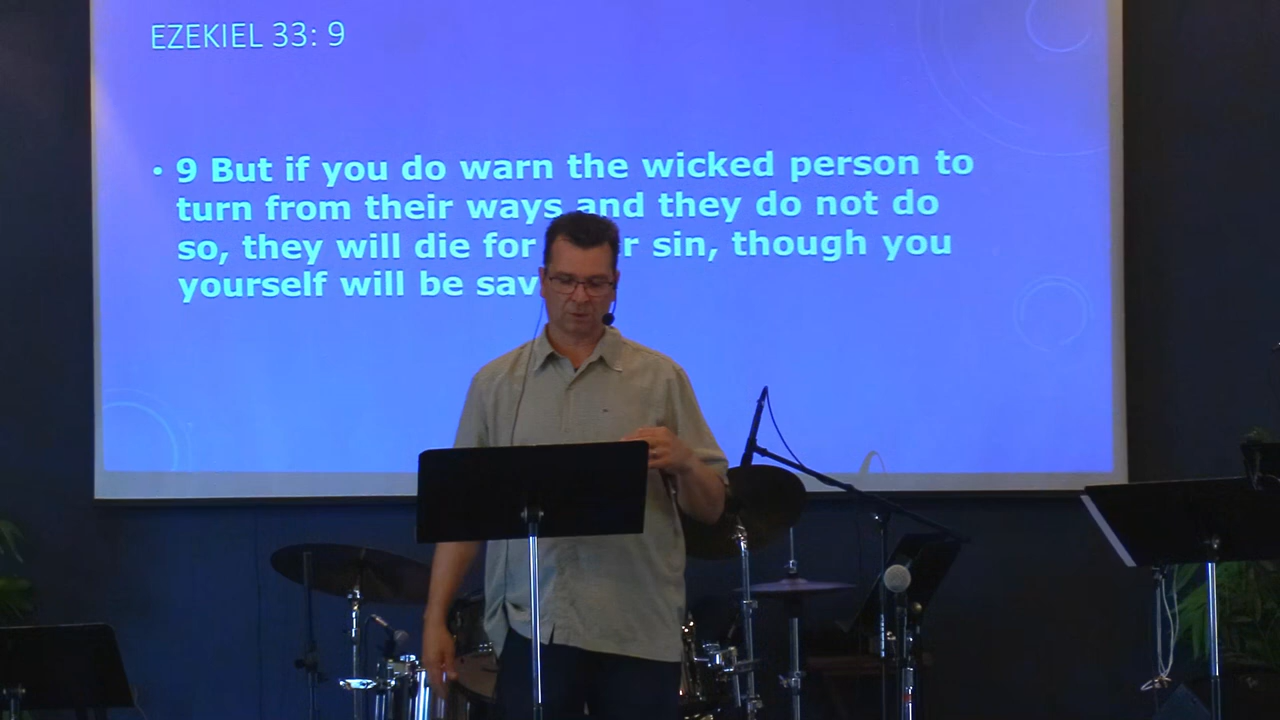 EZEKIEL 33: 9
• 9 But if you do warn the wicked person to
turn from their ways and they do not do
so, they will die for sin, though you
yourself will be